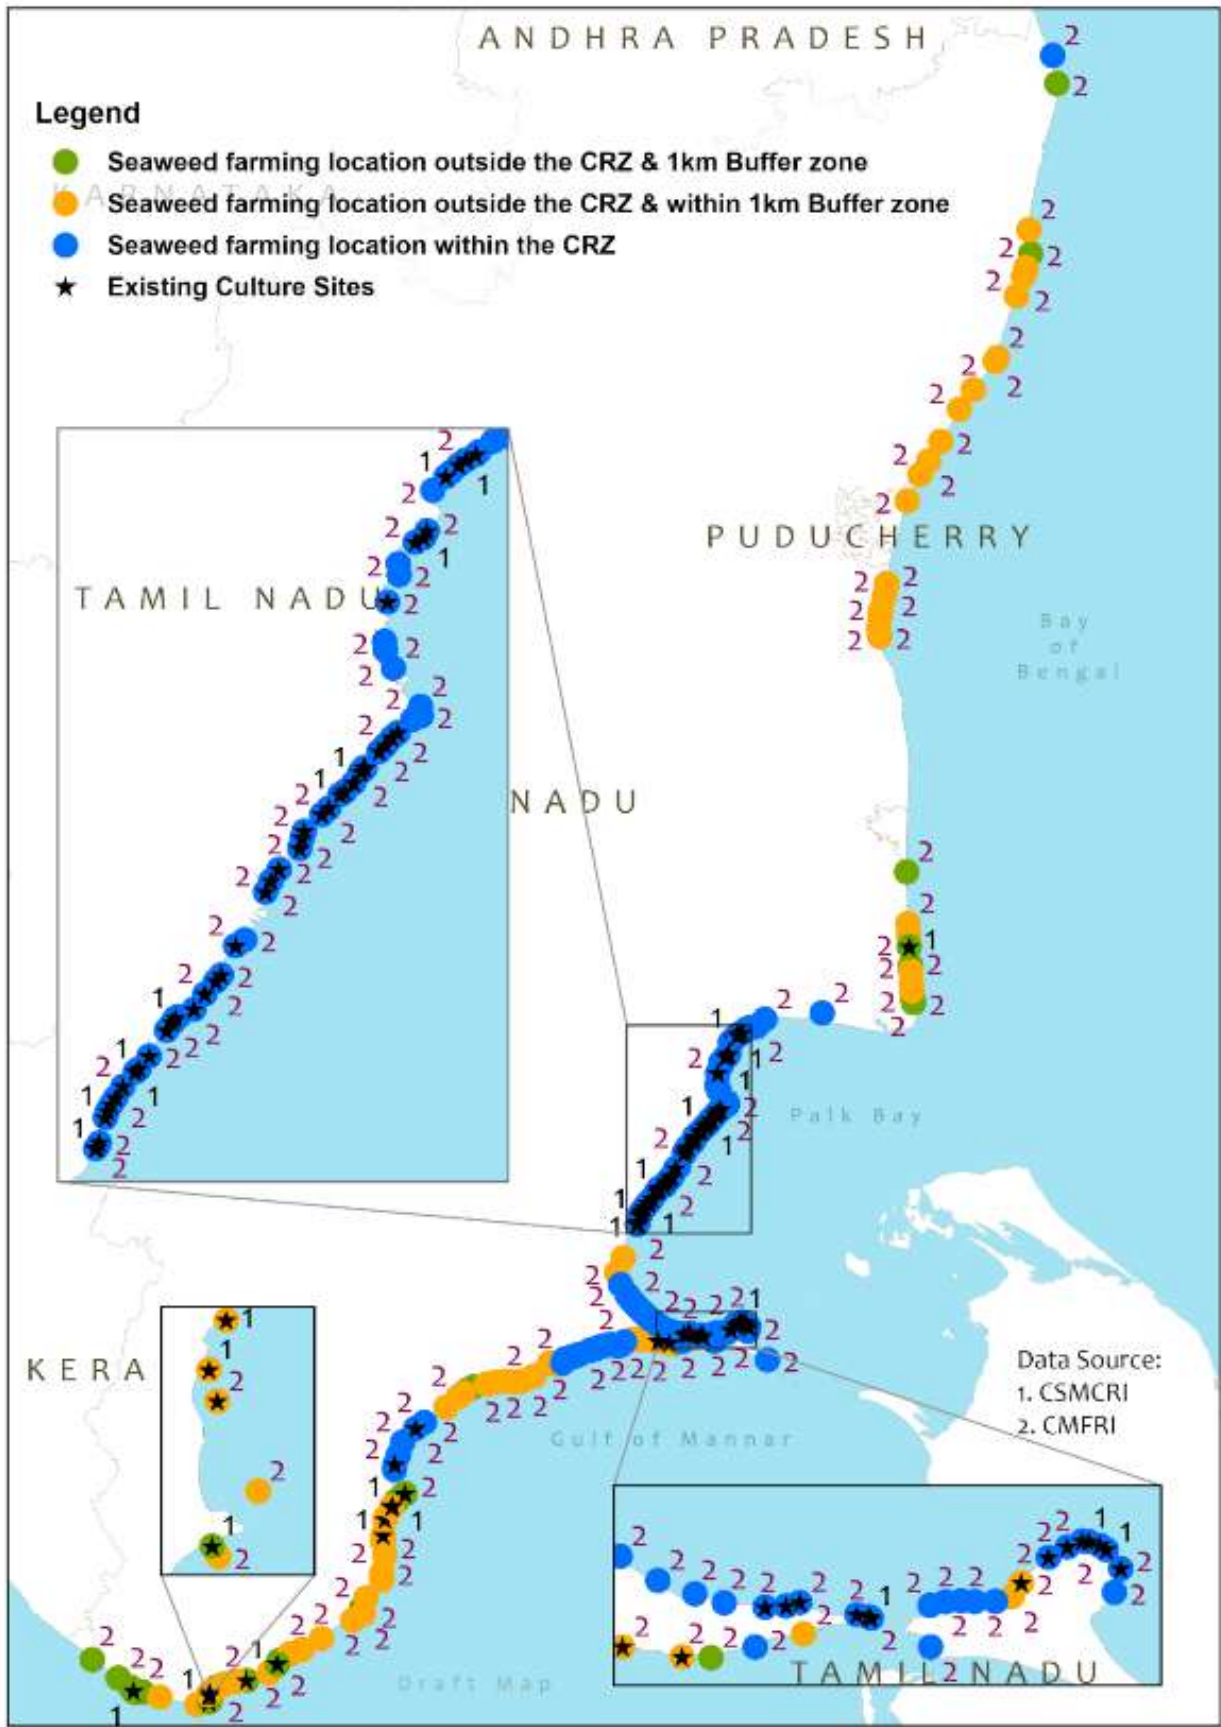 ANDHRA PRADESH
Legend
Seaweed farming location outside the CRZ & 1km Buffer zone
KARNATAKA
Seaweed farming location outside the CRZ & within 1km Buffer zone
Seaweed farming location within the CRZ
Existing Culture Sites
PUDUCHERRY
TAMIL NADU
Bay
of
Bengal
NADU
Palk Bay
KERA
Data Source:
1. CSMCRI
2. CMFRI
Gulf of Mannar
TAMIL NADU
Draft Map